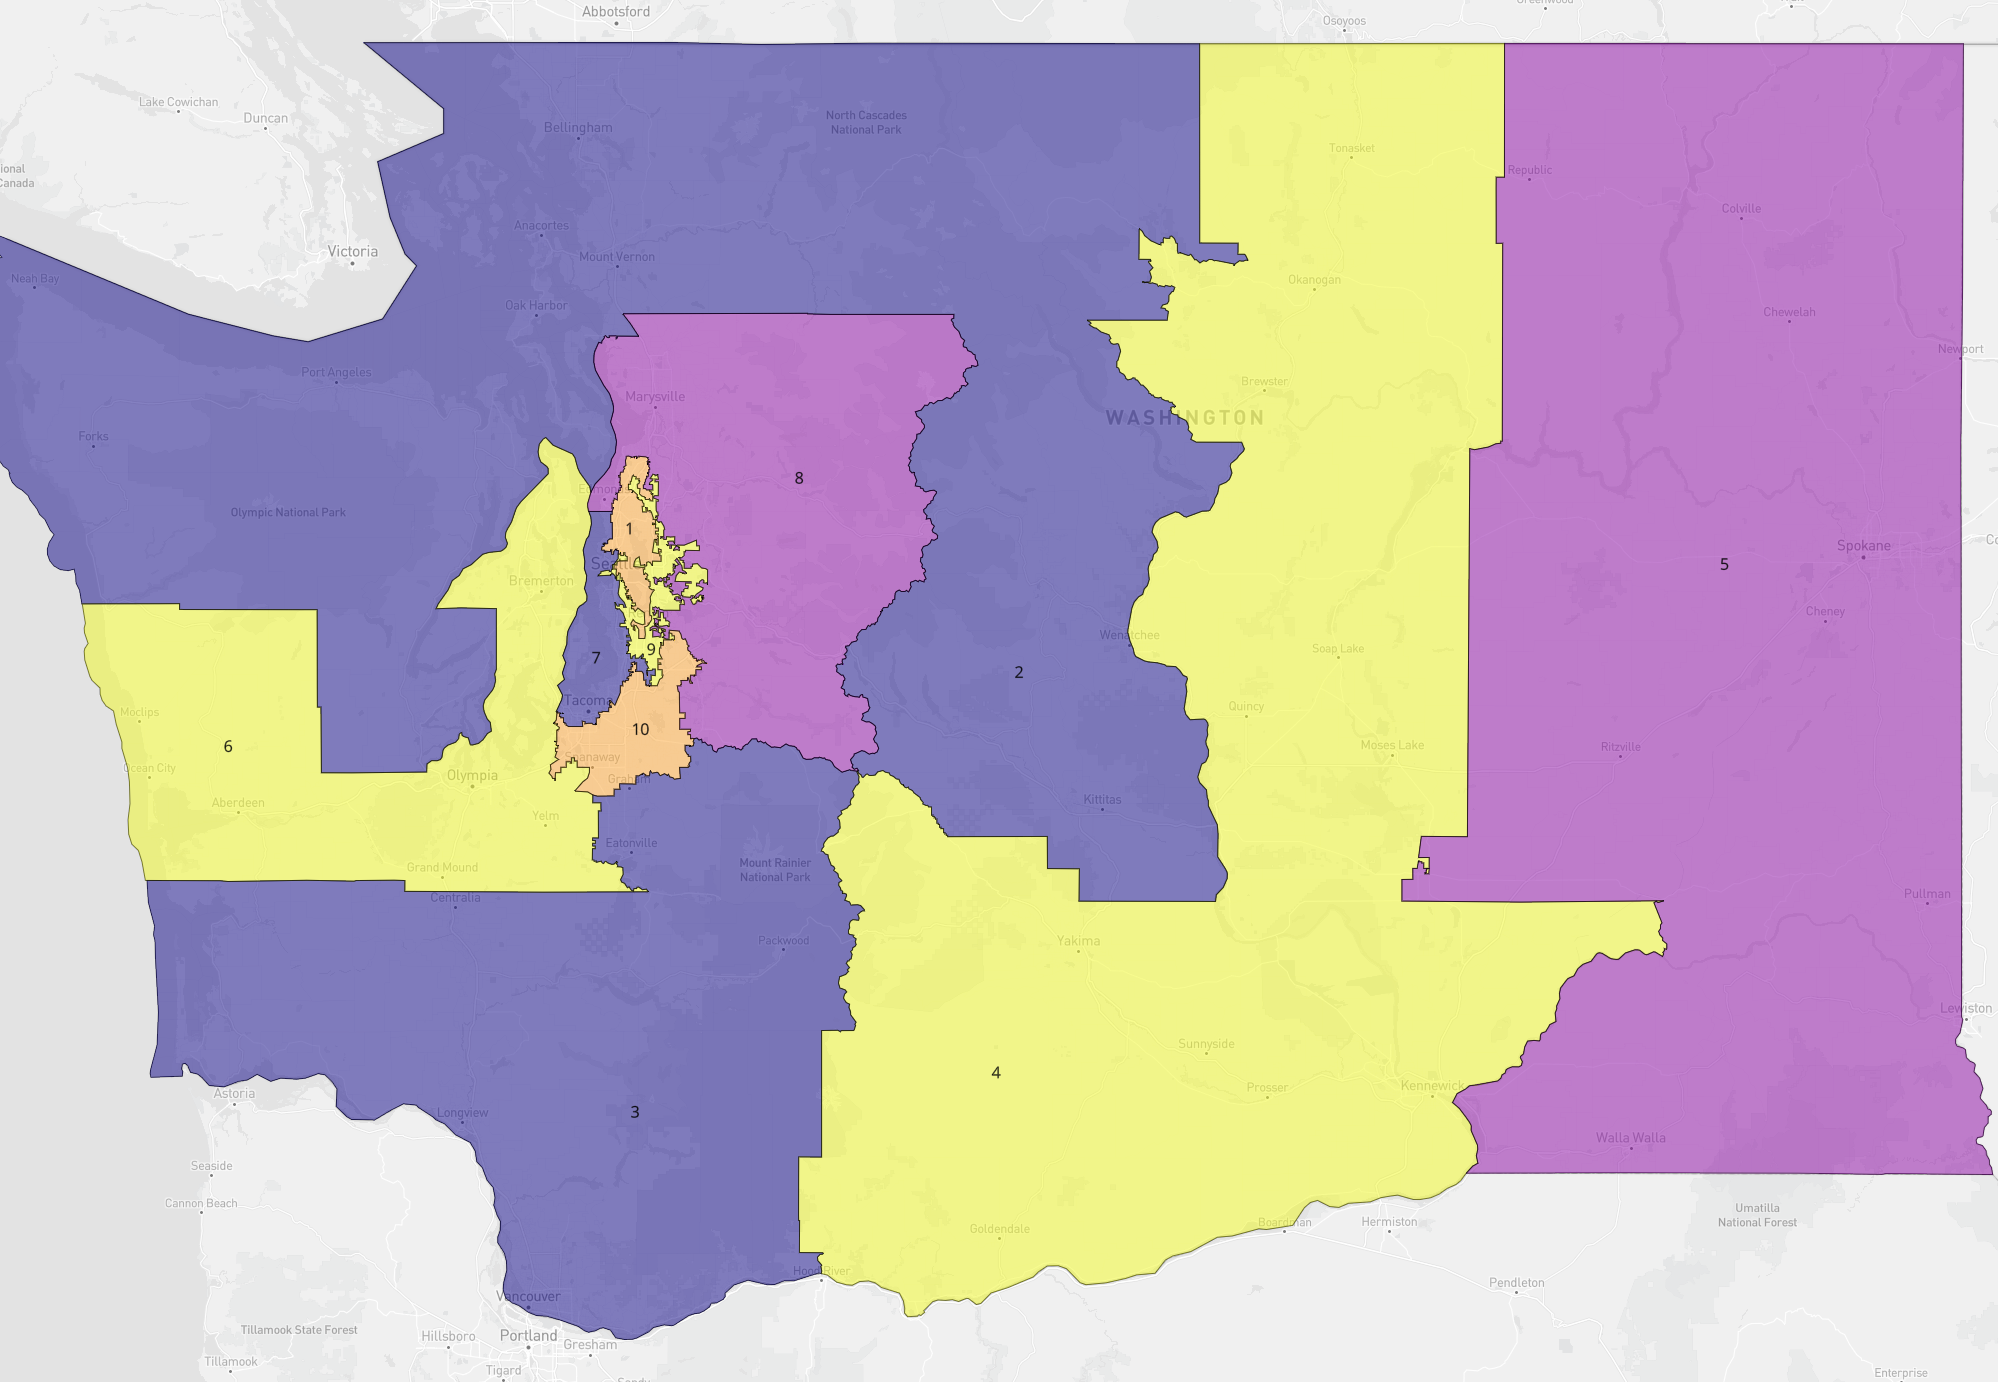 Abbotsford
Osoyoos
Greenwood
Lake Cowichan
Duncan
ional
Canada
Victoria
Neah Bay
Bellingham
North Cascades
National Park
Tonasket
Republic
Colville
Anacortes
Mount Vernon
Oak Harbor
Okanogan
Chewelah
Newport
Port Angeles
Marysville
Brewster
WASHINGTON
Forks
8
Olympic National Park
Edmonds
1
Seattle
Bremerton
5
Spokane
Cheney
Wenatchee
Soap Lake
9
7
2
Tacoma
Moclips
Quincy
10
6
Moses Lake
Ritzville
Spanaway
Ocean City
Olympia
Graham
Aberdeen
Kittitas
Yelm
Eatonville
Grand Mound
Mount Rainier
National Park
Centralia
Pullman
Packwood
Yakima
Lewiston
Sunnyside
4
Prosser
Kennewick
Astoria
3
Longview
Walla Walla
Seaside
Cannon Beach
Umatilla
National Forest
Goldendale
Boardman
Hermiston
Hood River
Pendleton
Vancouver
Tillamook State Forest
Hillsboro
Portland
Gresham
Tillamook
Tigard
Sandy
Enterprise